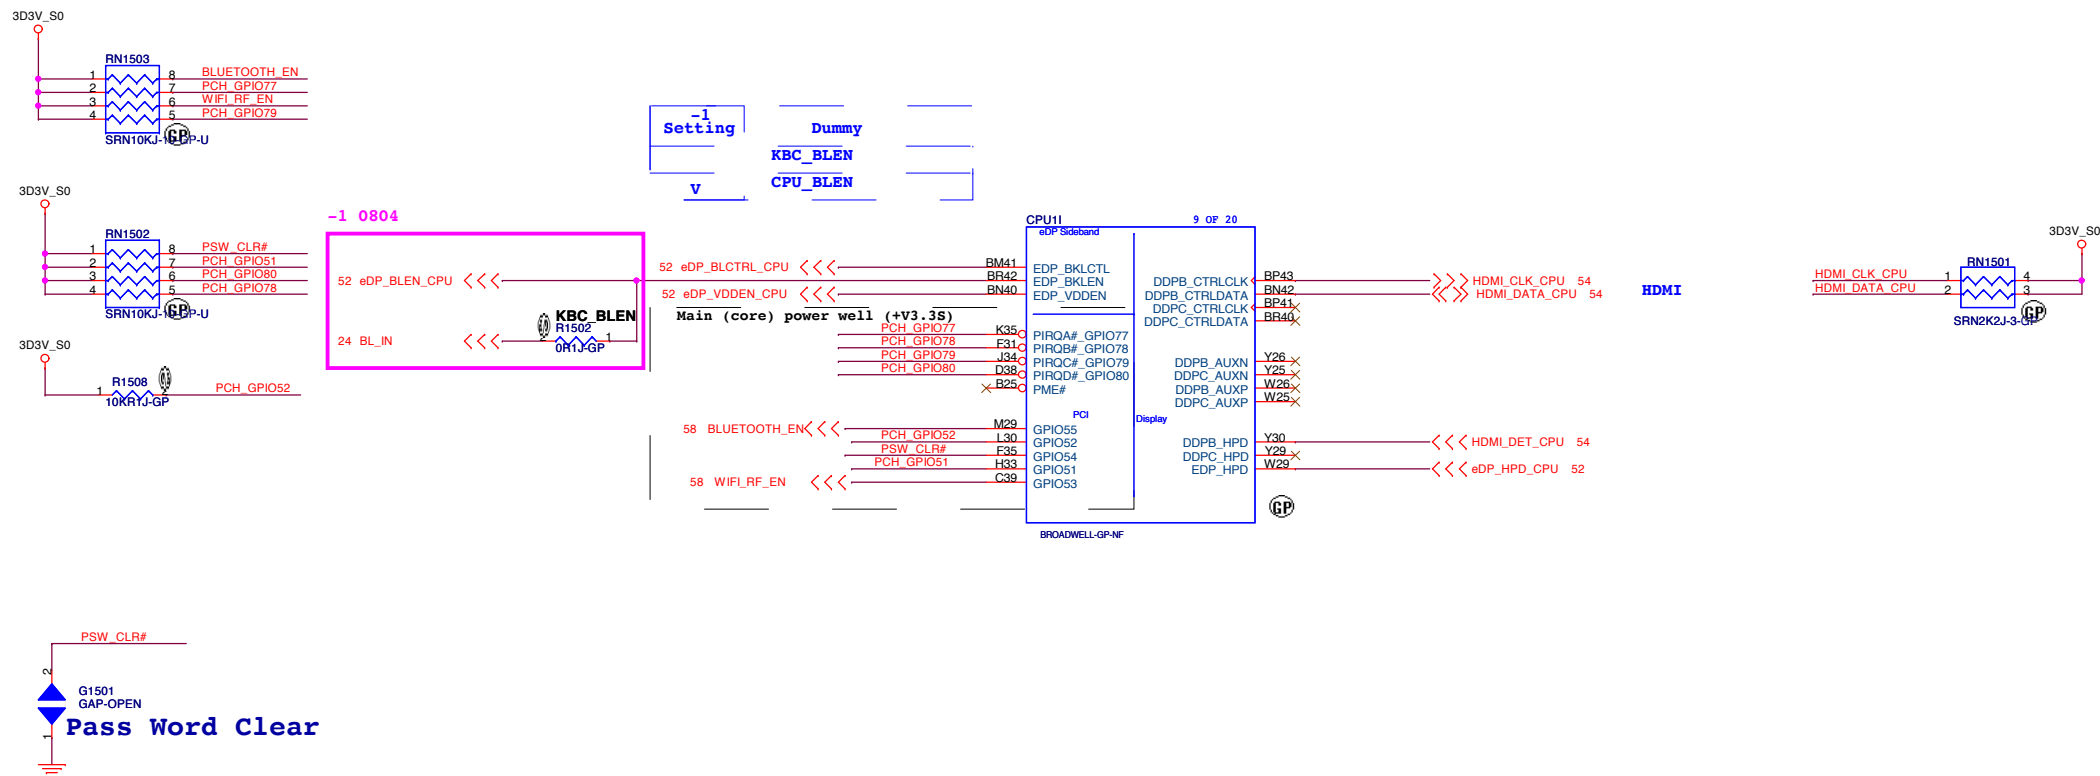 3D3V_S0
RN1503
1 8 BLUETOOTH_EN
2 7 PCH_GPIO77
3 6 WIFI_RF_EN
4 5 PCH_GPIO79
GP
3D3V_S0
RN1502
1 8 PSW_CLR#
2 7 PCH_GPIO51
3 6 PCH_GPIO80
4 5 PCH_GPIO78
GP
3D3V_S0
R1508
1 2 PCH_GPIO52
10KR1J-GP
-1 0804
52 eDP_BLEN_CPU
KBC_BLEN
R1502
24 BL_IN 2 1
0R1J-GP
-1
Setting Dummy
KBC_BLEN
V CPU_BLEN
CPU1I 9 OF 20
eDP Sideband
52 eDP_BLCTRL_CPU BM41 EDP_BKLCTL
BR42 EDP_BKLEN
52 eDP_VDDEN_CPU BN40 EDP_VDDEN
Main (core) power well (+V3.3S)
PCH_GPIO77 K35 PIRQA#_GPIO77
PCH_GPIO78 F31 PIRQB#_GPIO78
PCH_GPIO79 J34 PIRQC#_GPIO79
PCH_GPIO80 D38 PIRQD#_GPIO80
B25 PME#
PCI
Display
58 BLUETOOTH_EN M29 GPIO55
PCH_GPIO52 L30 GPIO52
PSW_CLR# F35 GPIO54
PCH_GPIO51 H33 GPIO51
58 WIFI_RF_EN C39 GPIO53
DDPB_CTRLCLK BP43 HDMI_CLK_CPU 54
DDPB_CTRLDATA BN42 HDMI_DATA_CPU 54
DDPC_CTRLCLK BP41
DDPC_CTRLDATA BR40
DDPB_AUXN Y26
DDPC_AUXN Y25
DDPB_AUXP W26
DDPC_AUXP W25
DDPB_HPD Y30 HDMI_DET_CPU 54
DDPC_HPD Y29
EDP_HPD W29 eDP_HPD_CPU 52
GP
BROADWELL-GP-NF
HDMI
3D3V_S0
RN1501
HDMI_CLK_CPU 1 4
HDMI_DATA_CPU 2 3
SRN2K2J-3-GP
GP
PSW_CLR#
2
G1501
GAP-OPEN
Pass Word Clear
1